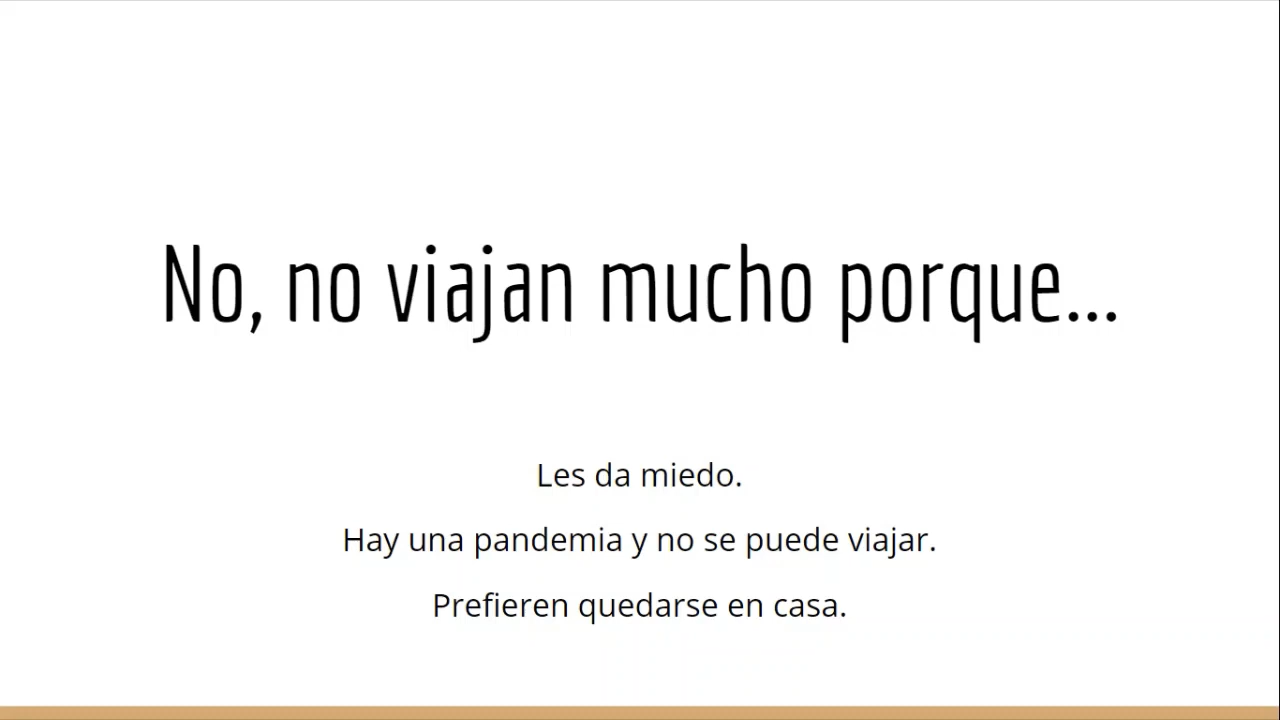 No, no viajan mucho porque...
Les da miedo.
Hay una pandemia y no se puede viajar.
Prefieren quedarse en casa.